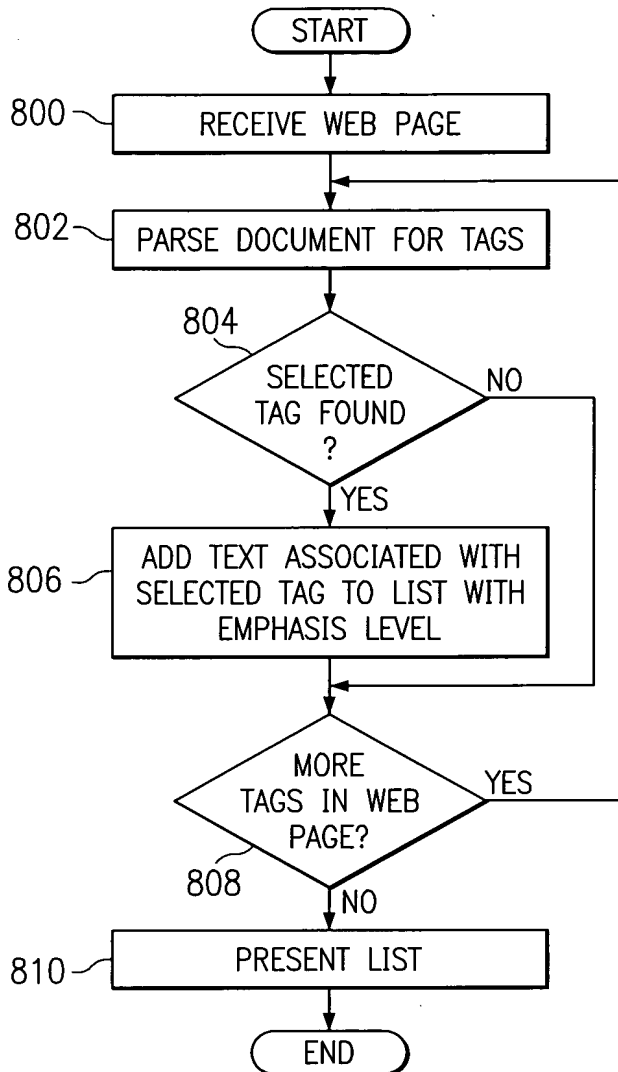 START
800
RECEIVE WEB PAGE
802
PARSE DOCUMENT FOR TAGS
804
SELECTED
TAG FOUND
?
NO
YES
806
ADD TEXT ASSOCIATED WITH
SELECTED TAG TO LIST WITH
EMPHASIS LEVEL
MORE
TAGS IN WEB
PAGE?
YES
808
NO
810
PRESENT LIST
END